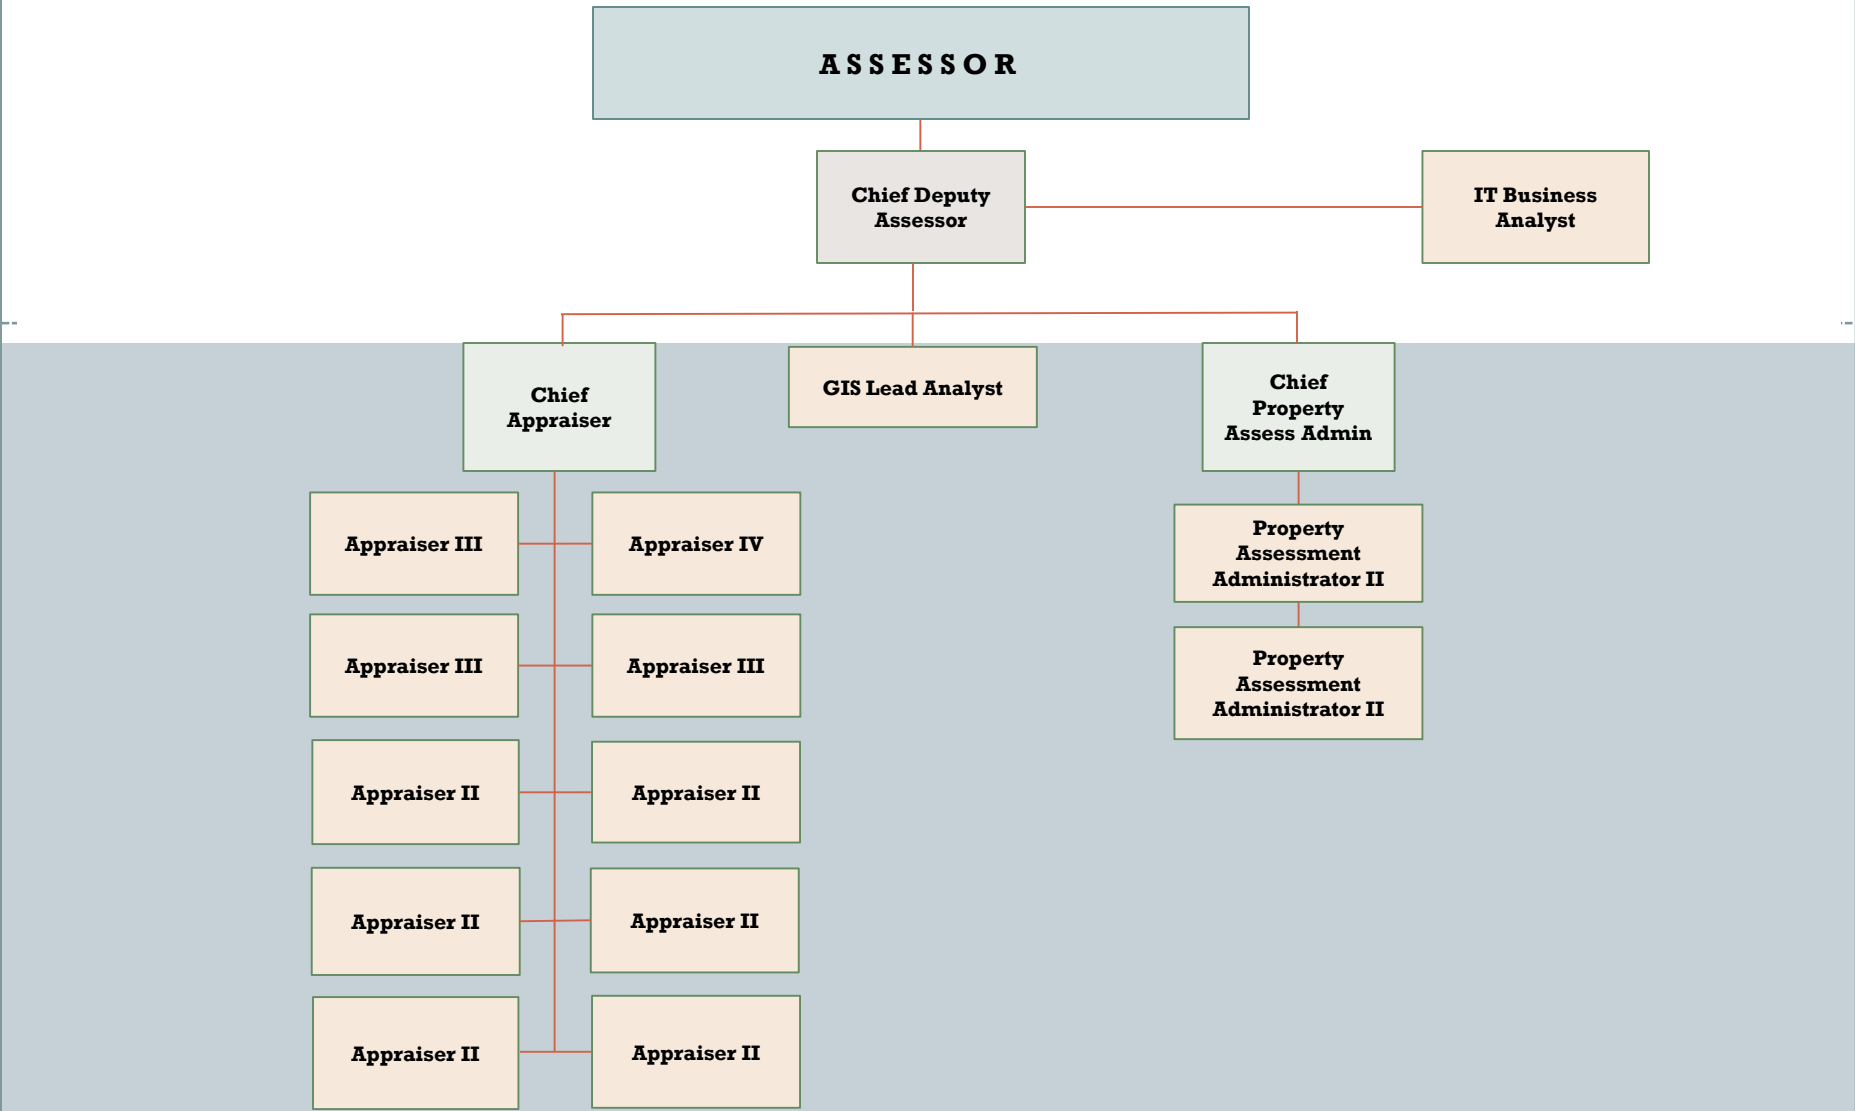 ASSESSOR
Chief Deputy
Assessor
IT Business
Analyst
Chief
Appraiser
GIS Lead Analyst
Chief
Property
Assess Admin
Appraiser III
Appraiser IV
Property
Assessment
Administrator II
Appraiser III
Appraiser III
Property
Assessment
Administrator II
Appraiser II
Appraiser II
Appraiser II
Appraiser II
Appraiser II
Appraiser II